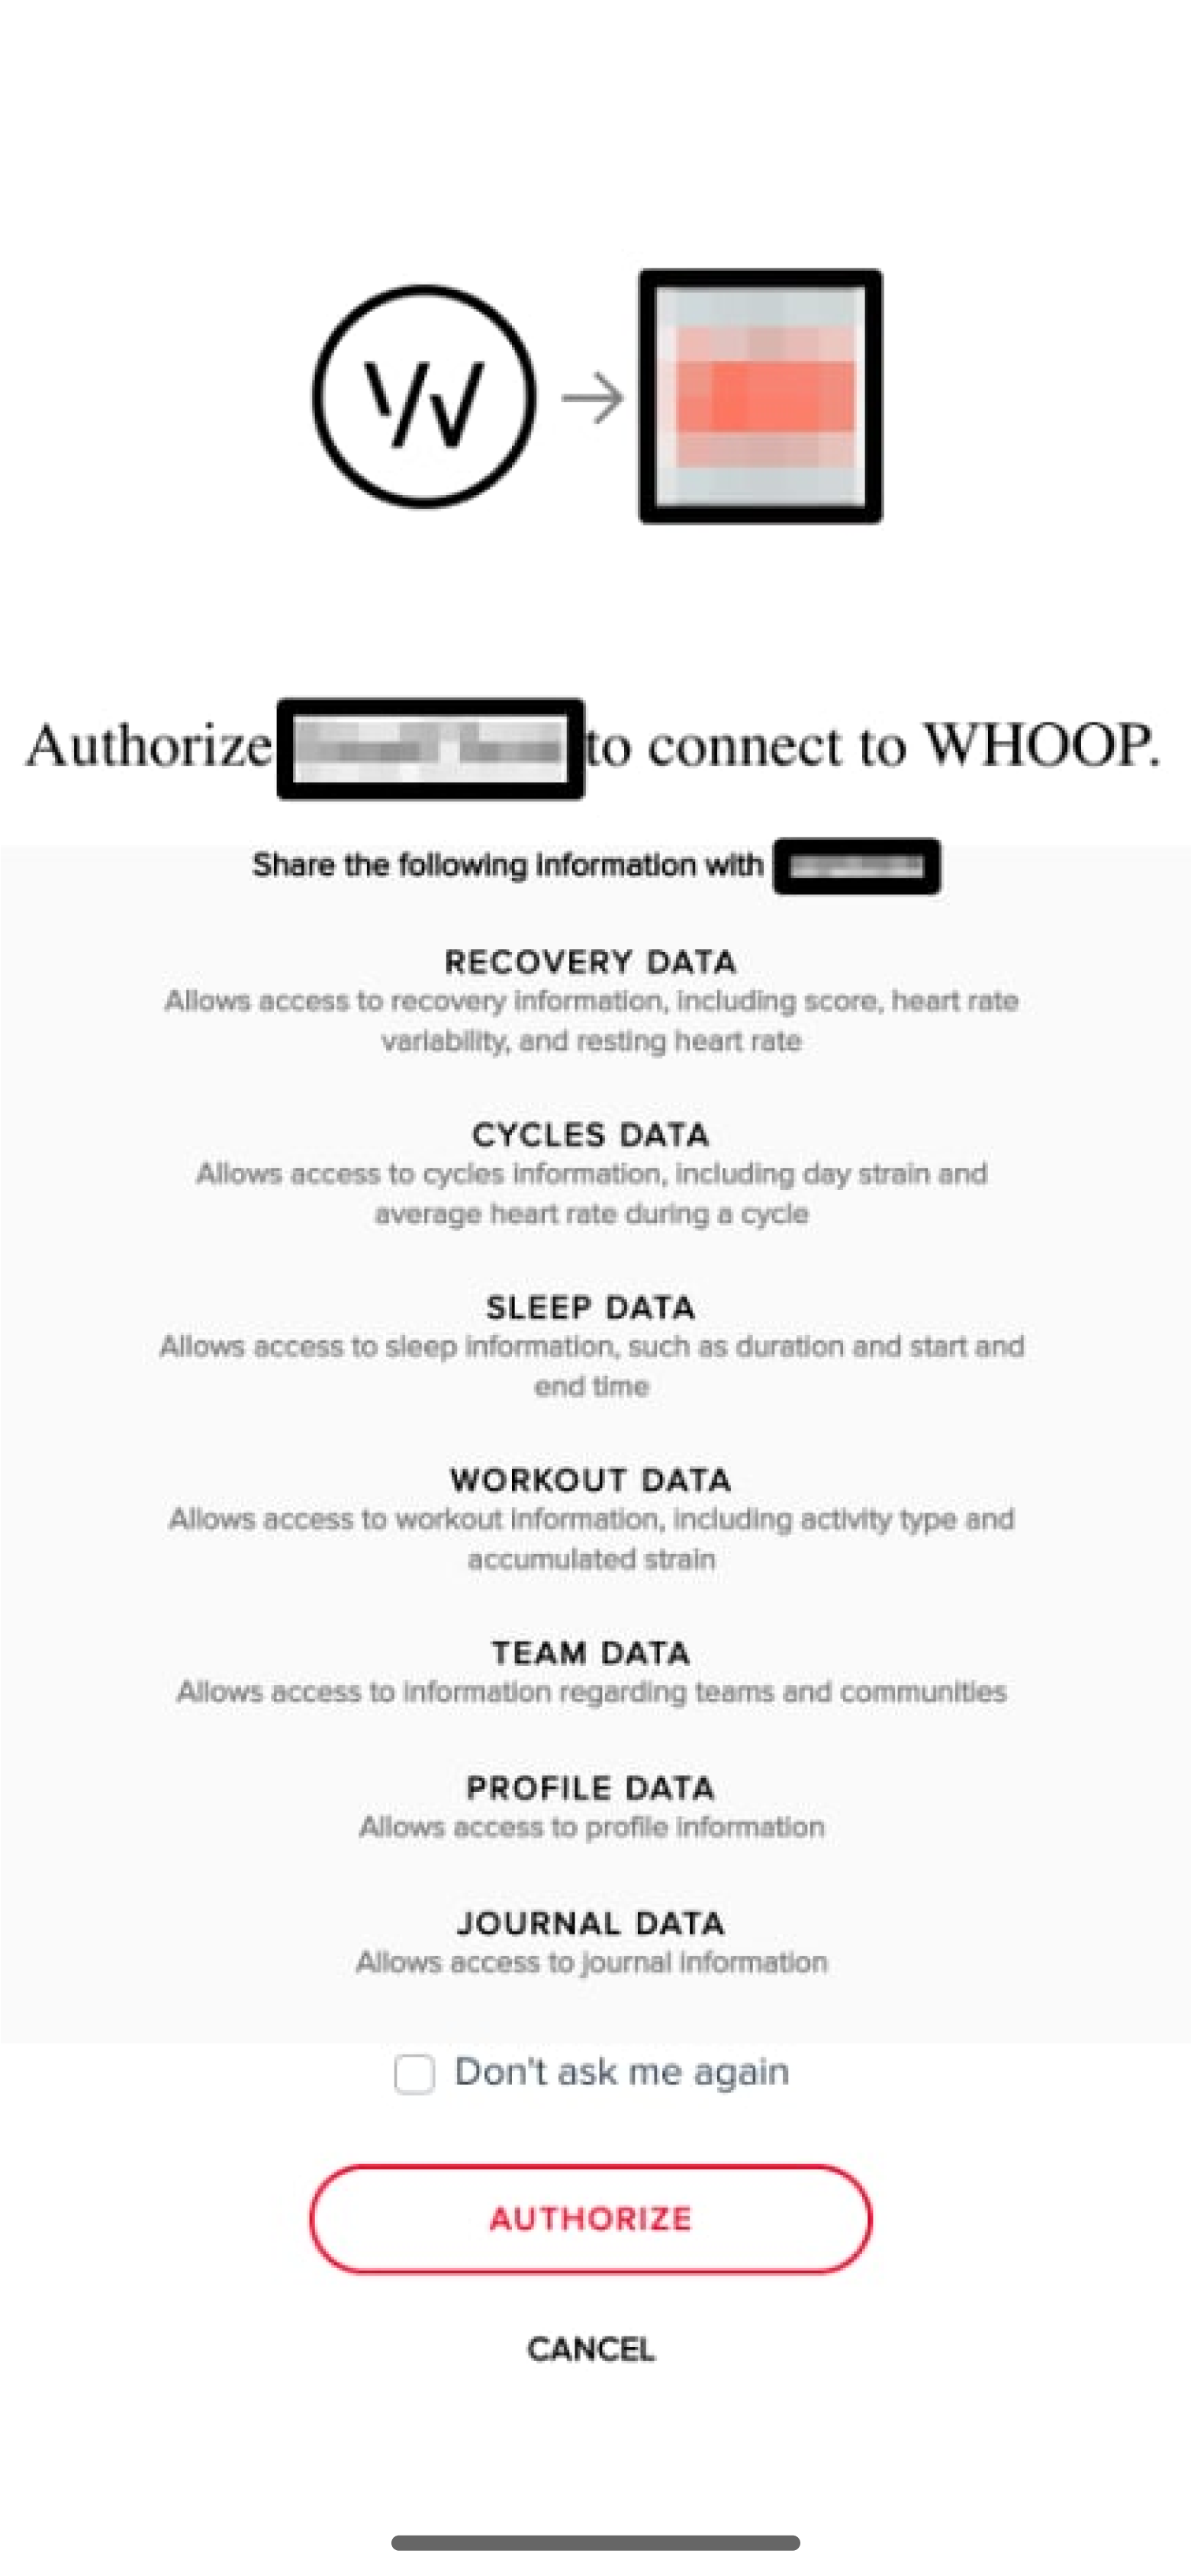 W
Authorize to connect to WHOOP.
Share the following information with
RECOVERY DATA
Allows access to recovery information, including score, heart rate
variability, and resting heart rate
CYCLES DATA
Allows access to cycles information, including day strain and
average heart rate during a cycle
SLEEP DATA
Allows access to sleep information, such as duration and start and
end time
WORKOUT DATA
Allows access to workout information, including activity type and
accumulated strain
TEAM DATA
Allows access to information regarding teams and communities
PROFILE DATA
Allows access to profile information
JOURNAL DATA
Allows access to journal information
Don't ask me again
AUTHORIZE
CANCEL